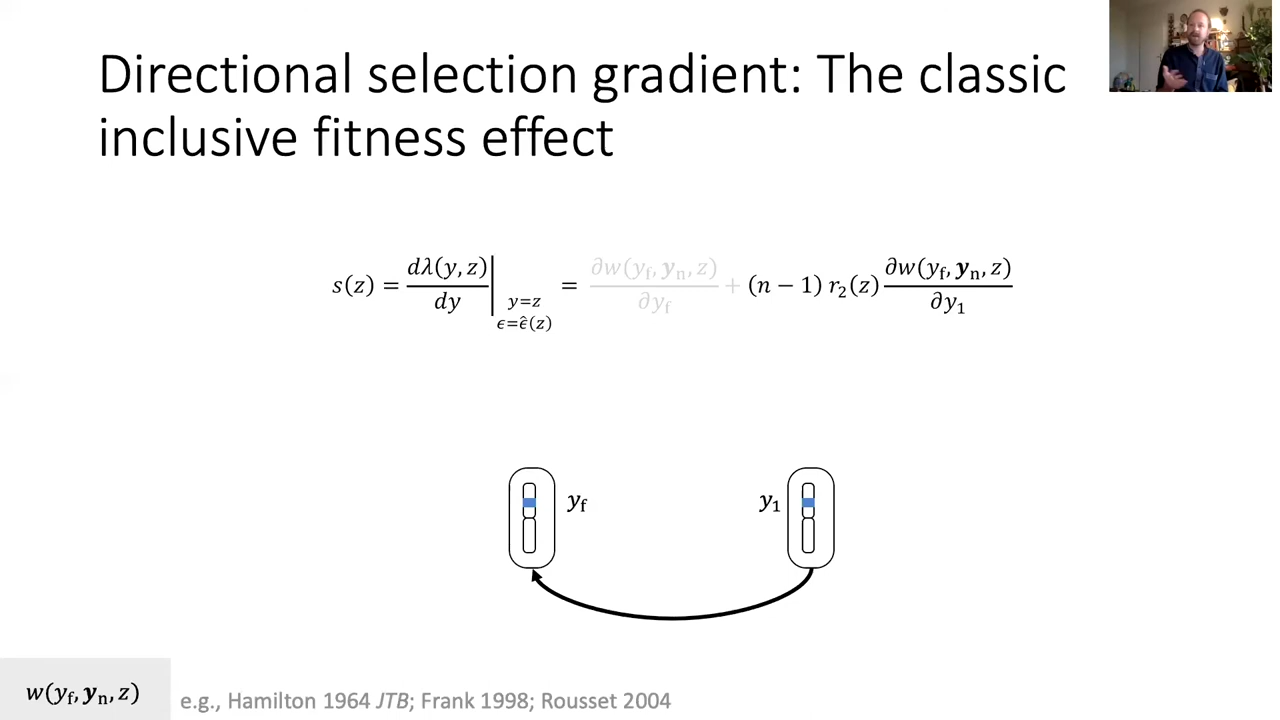 Directional selection gradient: The classic
inclusive fitness effect
s(z) = dλ(y, z)/dy |y=z ϵ=ϵ̂(z) = ∂w(y_f, 𝒚_n, z)/∂y_f + (n − 1) r₂(z) ∂w(y_f, 𝒚_n, z)/∂y₁
y_f y₁
w(y_f, 𝒚_n, z) e.g., Hamilton 1964 JTB; Frank 1998; Rousset 2004